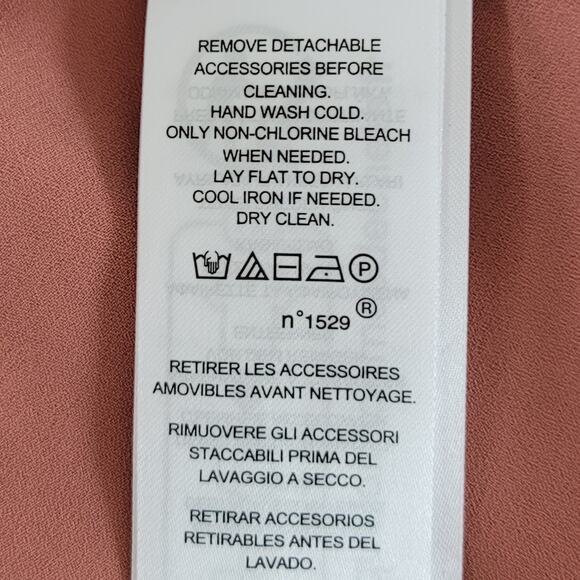 REMOVE DETACHABLE
ACCESSORIES BEFORE
CLEANING.
HAND WASH COLD.
ONLY NON-CHLORINE BLEACH
WHEN NEEDED.
LAY FLAT TO DRY.
COOL IRON IF NEEDED.
DRY CLEAN.
P
n°1529 ®
RETIRER LES ACCESSOIRES
AMOVIBLES AVANT NETTOYAGE.
RIMUOVERE GLI ACCESSORI
STACCABILI PRIMA DEL
LAVAGGIO A SECCO.
RETIRAR ACCESORIOS
RETIRABLES ANTES DEL
LAVADO.